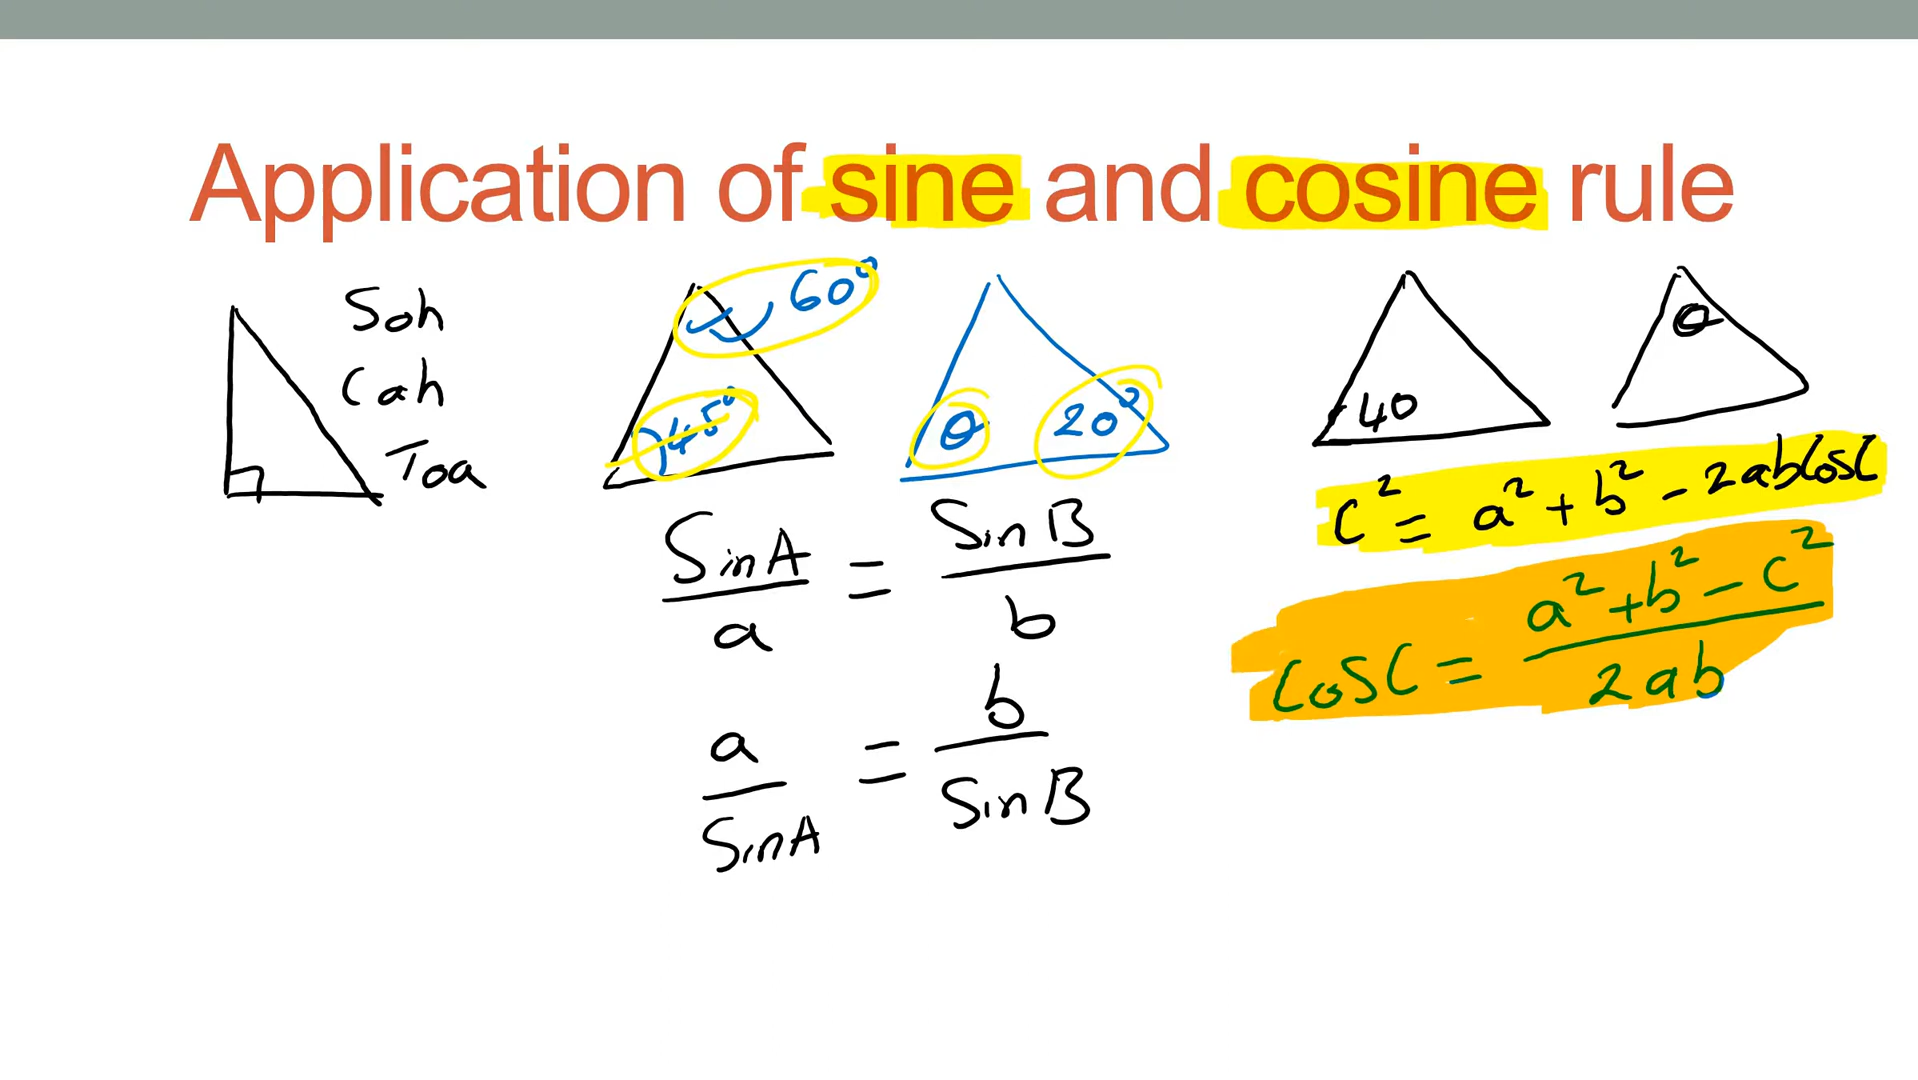 Application of sine and cosine rule
Soh
Cah
Toa
60°
45°
θ
20°
40
θ
SinA / a = SinB / b
a / SinA = b / SinB
c² = a² + b² - 2abCosC
CosC = a² + b² - c² / 2ab